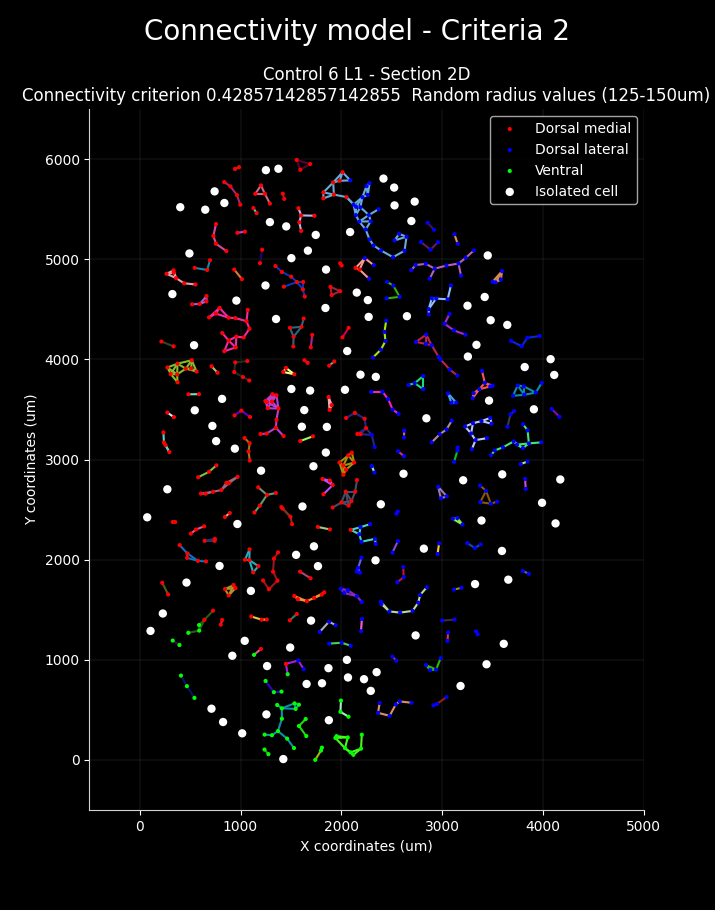 Connectivity model - Criteria 2
Control 6 L1 - Section 2D
Connectivity criterion 0.42857142857142855  Random radius values (125-150um)
Dorsal medial
Dorsal lateral
Ventral
Isolated cell
6000
5000
4000
3000
2000
1000
0
Y coordinates (um)
0 1000 2000 3000 4000 5000
X coordinates (um)